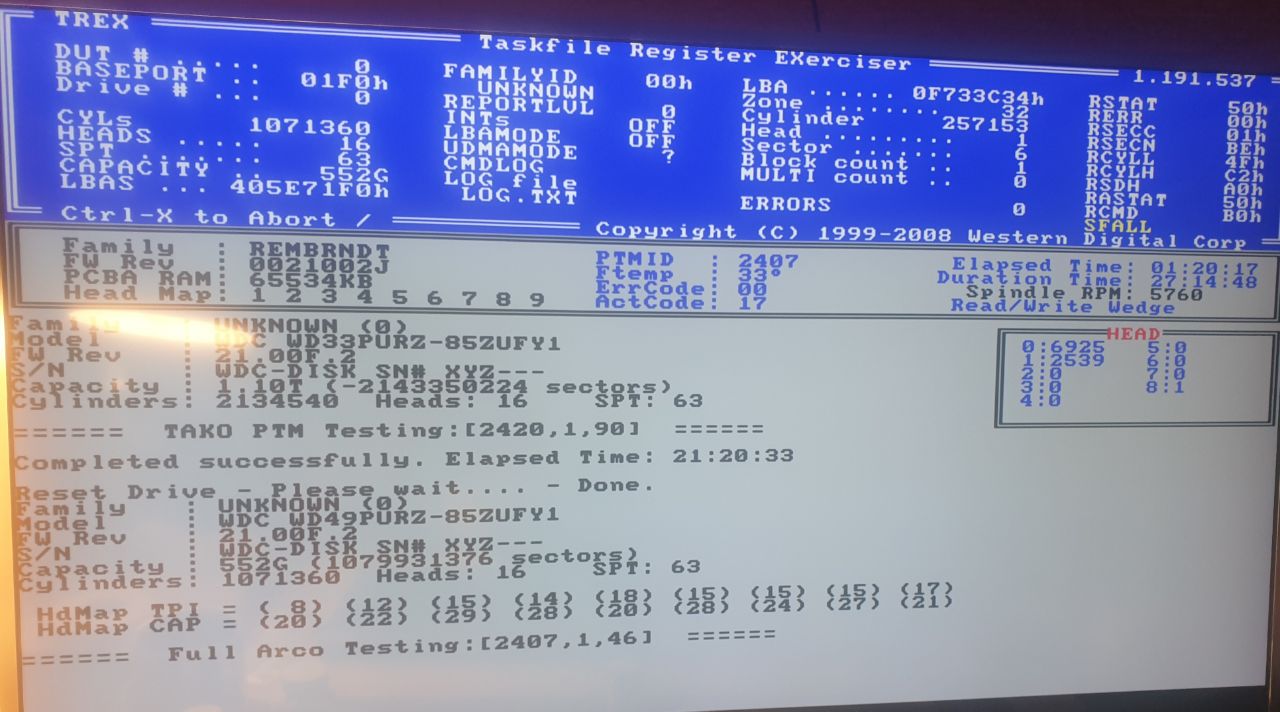 TREX
Taskfile Register EXerciser
1.191.537
DUT # ..... 0
BASEPORT ... 01F0h
Drive # ... 0
CYLs 1071360
HEADS ..... 16
SPT ....... 63
CAPACITY .. 552G
LBAS ... 405E71F0h
FAMILYID 00h
UNKNOWN
REPORTLVL 0
INTs OFF
LBAMODE OFF
UDMAMODE ?
CMDLOG
LOG file
LOG.TXT
LBA ...... 0F733C34h
Zone ........ 32
Cylinder 257153
Head ........ 1
Sector ....... 6
Block count . 1
MULTI count .. 0
ERRORS 0
RSTAT 50h
RERR 00h
RSECC 01h
RSECN BEh
RCYLL 4Fh
RCYLH C2h
RSDH A0h
RASTAT 50h
RCMD B0h
SFALL
Ctrl-X to Abort /
Copyright (C) 1999-2008 Western Digital Corp
Family : REMBRNDT
FW Rev : 0021002J
PCBA RAM: 65534KB
Head Map: 1 2 3 4 5 6 7 8 9
PTMID : 2407
Ftemp : 33°
ErrCode: 00
ActCode: 17
Elapsed Time: 01:20:17
Duration Time: 27:14:48
Spindle RPM: 5760
Read/Write Wedge
Family : UNKNOWN (0)
Model : WDC WD33PURZ-85ZUFY1
FW Rev : 21.00F.2
S/N : WDC-DISK SN# XYZ---
Capacity : 1.10T (-2143350224 sectors)
Cylinders: 2134540 Heads: 16 SPT: 63
HEAD
0:6925 5:0
1:2539 6:0
2:0 7:0
3:0 8:1
4:0
====== TAKO PTM Testing:[2420,1,90] ======
Completed successfully. Elapsed Time: 21:20:33
Reset Drive - Please wait.... - Done.
Family : UNKNOWN (0)
Model : WDC WD49PURZ-85ZUFY1
FW Rev : 21.00F.2
S/N : WDC-DISK SN# XYZ---
Capacity : 552G (1079931376 sectors)
Cylinders: 1071360 Heads: 16 SPT: 63
HdMap TPI = ( 8) (12) (15) (14) (18) (15) (15) (15) (17)
HdMap CAP = (20) (22) (29) (28) (20) (28) (24) (27) (21)
====== Full Arco Testing:[2407,1,46] ======